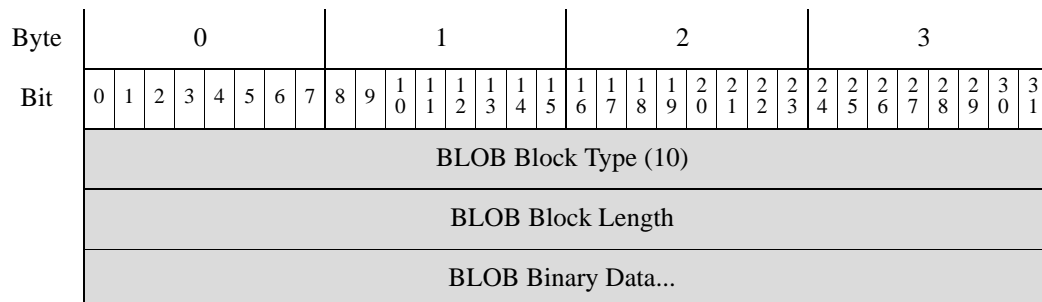 Byte 0 1 2 3
Bit 0 1 2 3 4 5 6 7 8 9 10 11 12 13 14 15 16 17 18 19 20 21 22 23 24 25 26 27 28 29 30 31
BLOB Block Type (10)
BLOB Block Length
BLOB Binary Data...